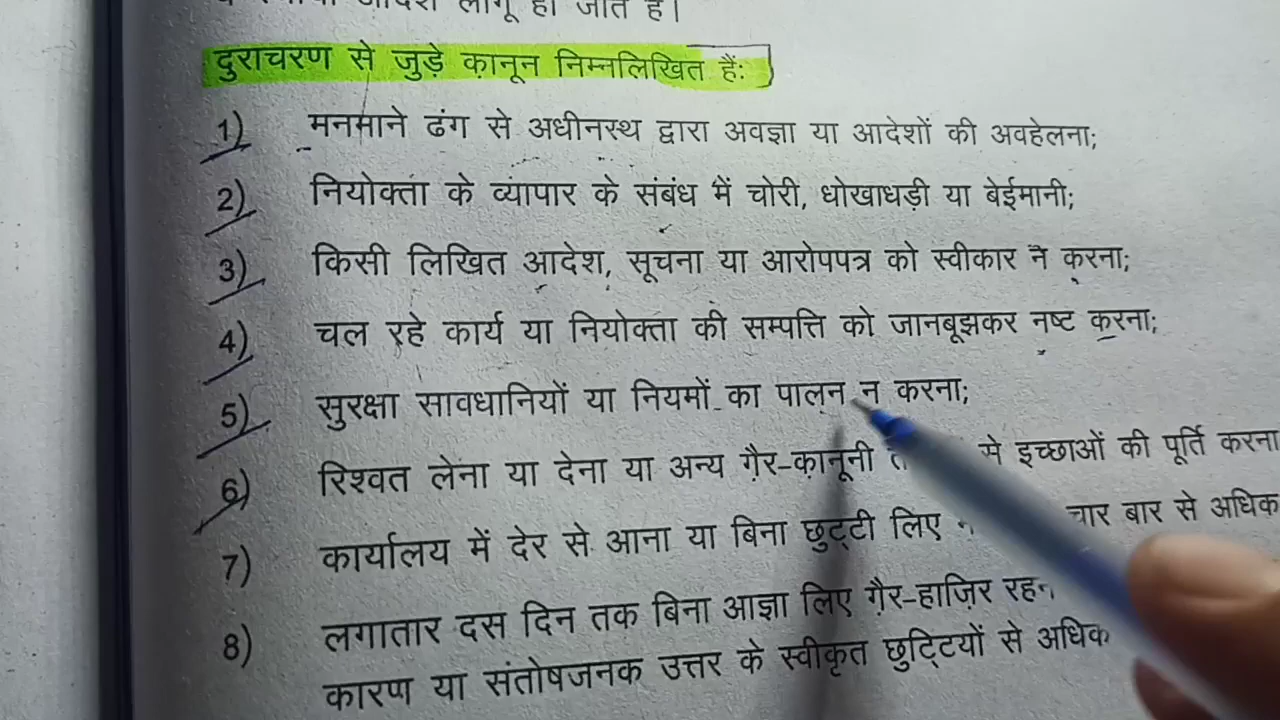 आदेश लागू हो जाते हैं।
दुराचरण से जुड़े क़ानून निम्नलिखित हैं:
1) मनमाने ढंग से अधीनस्थ द्वारा अवज्ञा या आदेशों की अवहेलना;
2) नियोक्ता के व्यापार के संबंध में चोरी, धोखाधड़ी या बेईमानी;
3) किसी लिखित आदेश, सूचना या आरोपपत्र को स्वीकार न करना;
4) चल रहे कार्य या नियोक्ता की सम्पत्ति को जानबूझकर नष्ट करना;
5) सुरक्षा सावधानियों या नियमों का पालन न करना;
6) रिश्वत लेना या देना या अन्य ग़ैर-क़ानूनी से इच्छाओं की पूर्ति करना
7) कार्यालय में देर से आना या बिना छुट्टी लिए चार बार से अधिक
8) लगातार दस दिन तक बिना आज्ञा लिए ग़ैर-हाज़िर
कारण या संतोषजनक उत्तर के स्वीकृत छुट्टियों से अधिक